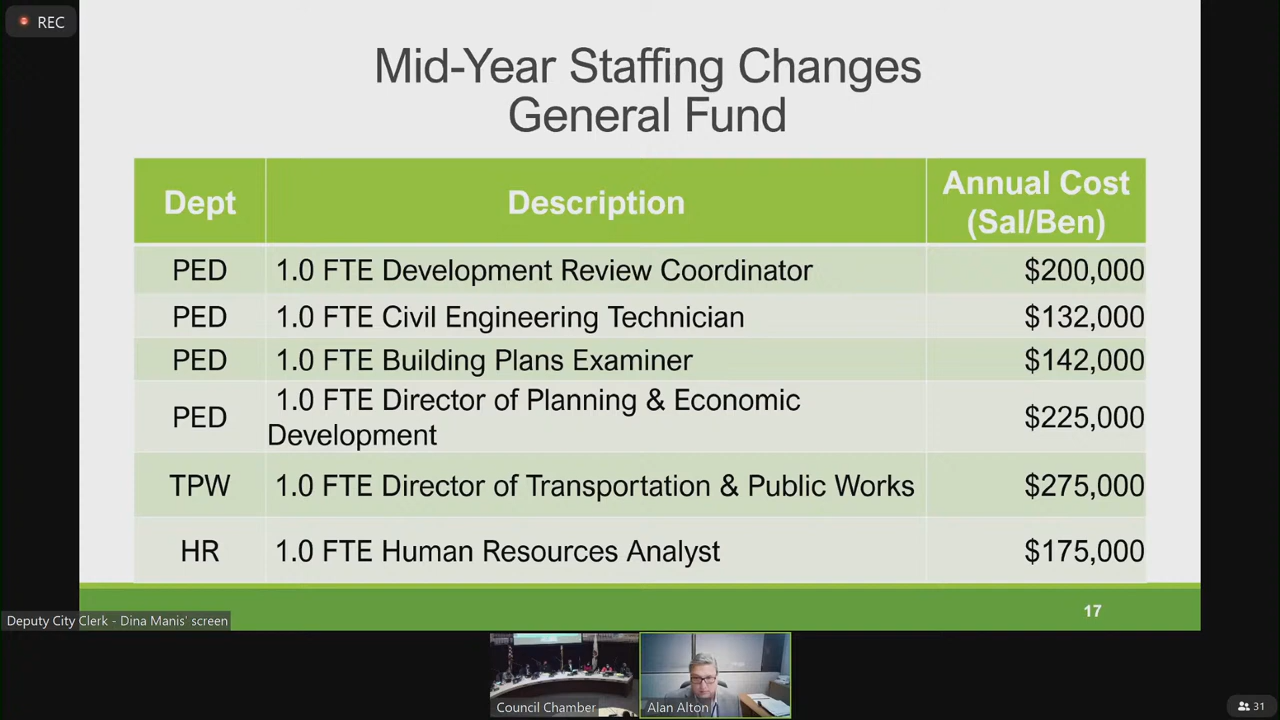 REC
Mid-Year Staffing Changes
General Fund
Dept Description Annual Cost (Sal/Ben)
PED 1.0 FTE Development Review Coordinator $200,000
PED 1.0 FTE Civil Engineering Technician $132,000
PED 1.0 FTE Building Plans Examiner $142,000
PED 1.0 FTE Director of Planning & Economic Development $225,000
TPW 1.0 FTE Director of Transportation & Public Works $275,000
HR 1.0 FTE Human Resources Analyst $175,000
17
Deputy City Clerk - Dina Manis' screen
Council Chamber
Alan Alton
31